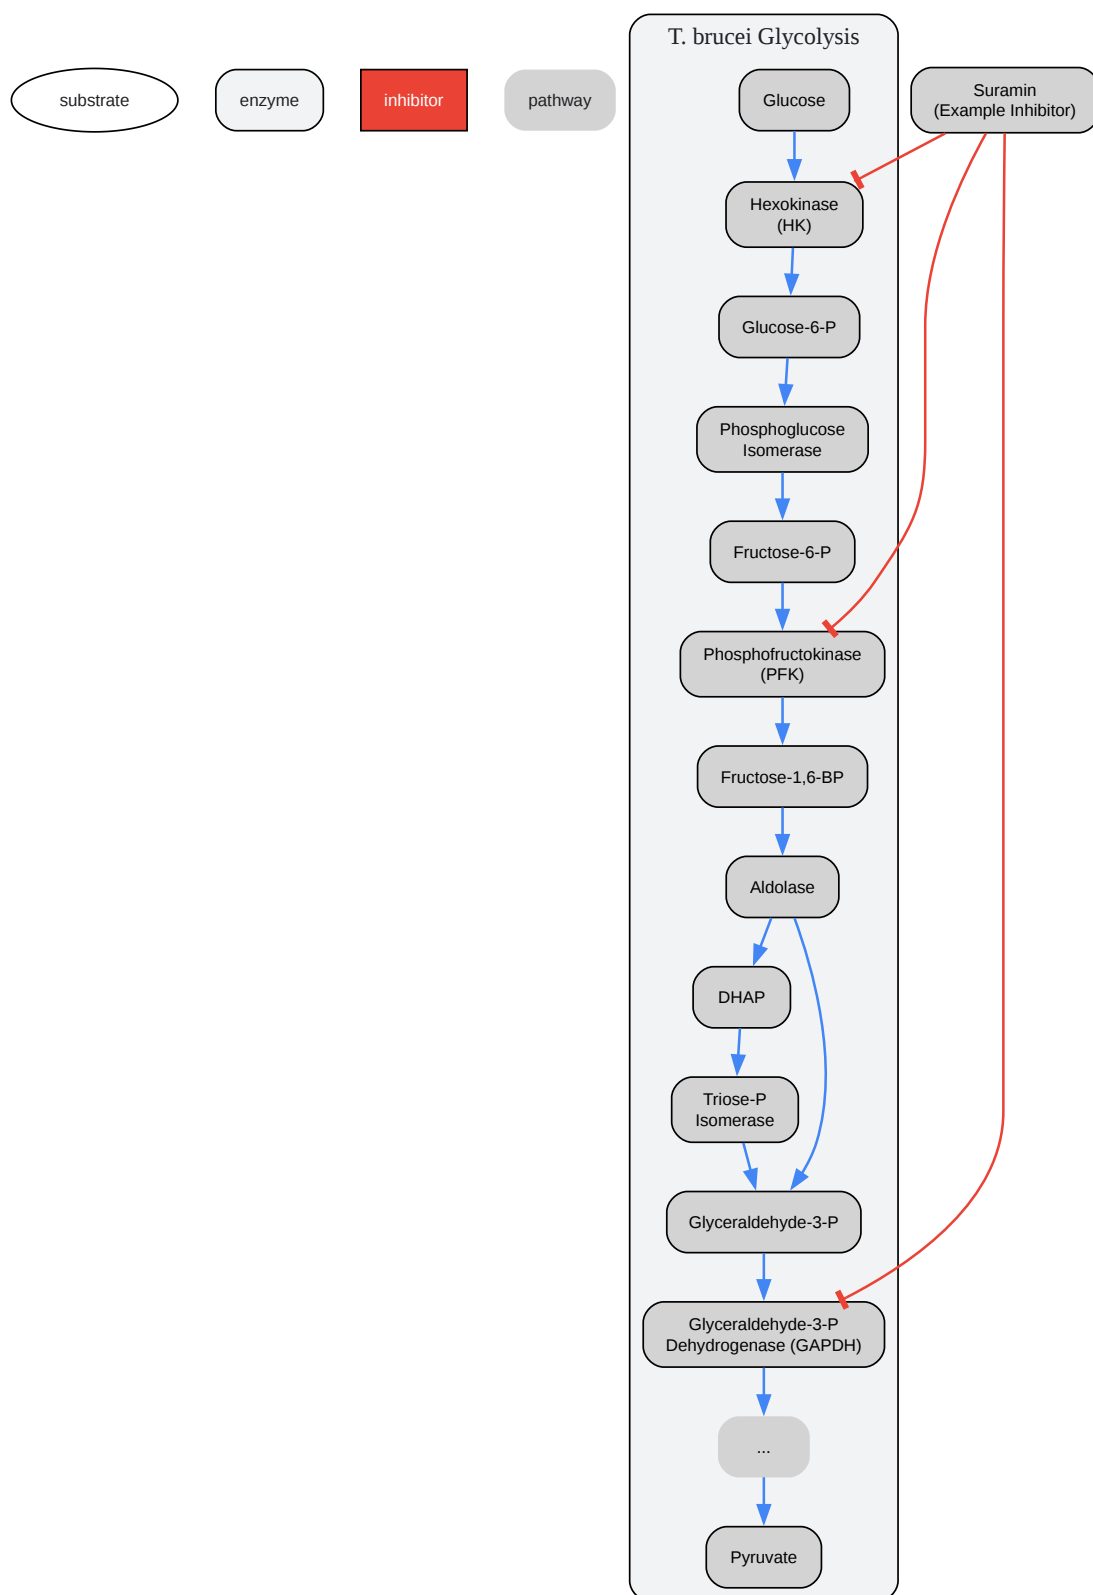 T. brucei Glycolysis
substrate
enzyme
inhibitor
pathway
Glucose
Suramin
(Example Inhibitor)
Hexokinase
(HK)
Glucose-6-P
Phosphoglucose
Isomerase
Fructose-6-P
Phosphofructokinase
(PFK)
Fructose-1,6-BP
Aldolase
DHAP
Triose-P
Isomerase
Glyceraldehyde-3-P
Glyceraldehyde-3-P
Dehydrogenase (GAPDH)
...
Pyruvate